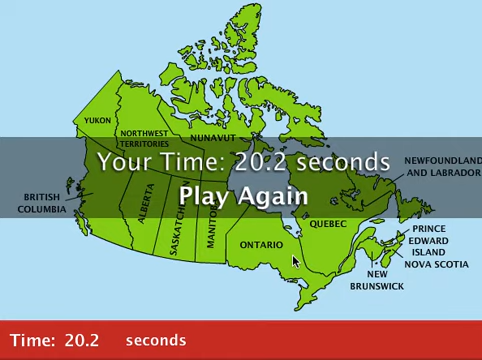 YUKON
NORTHWEST
TERRITORIES
NUNAVUT
Your Time: 20.2 seconds
Play Again
NEWFOUNDLAND
AND LABRADOR
BRITISH
COLUMBIA
ALBERTA
SASKATCHEWAN
MANITOBA
ONTARIO
QUEBEC
PRINCE
EDWARD
ISLAND
NOVA SCOTIA
NEW
BRUNSWICK
Time: 20.2 seconds